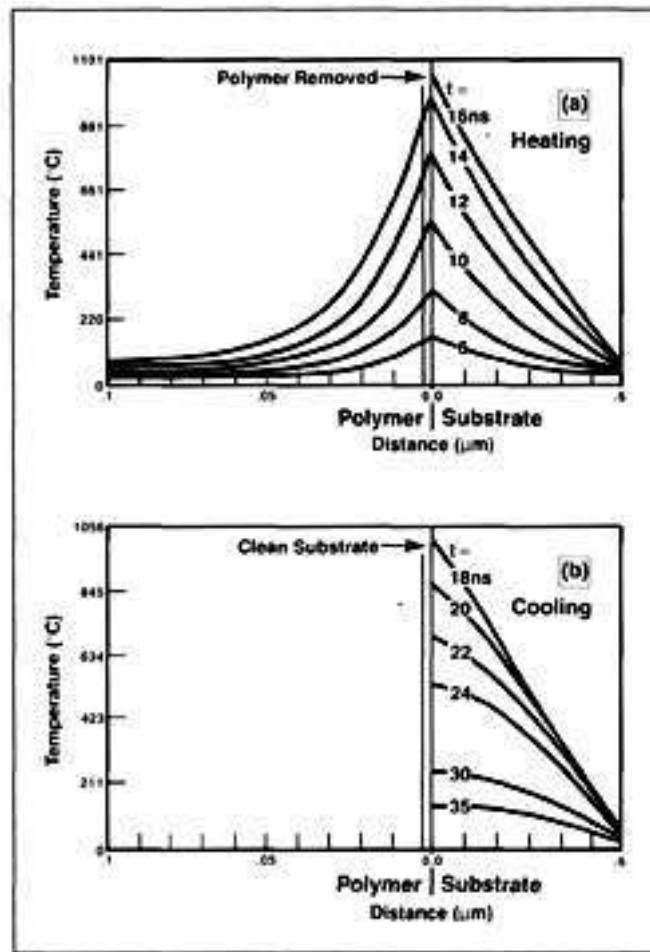 1101
Polymer Removed
t =
(a)
16ns
881
Heating
14
661
12
Temperature (°C)
441
10
220
8
6
0
.1
.05
0.0
.5
Polymer | Substrate
Distance (μm)
1056
Clean Substrate
t =
(b)
18ns
845
20
Cooling
634
22
Temperature (°C)
24
423
211
30
35
0
.1
.05
0.0
.5
Polymer | Substrate
Distance (μm)